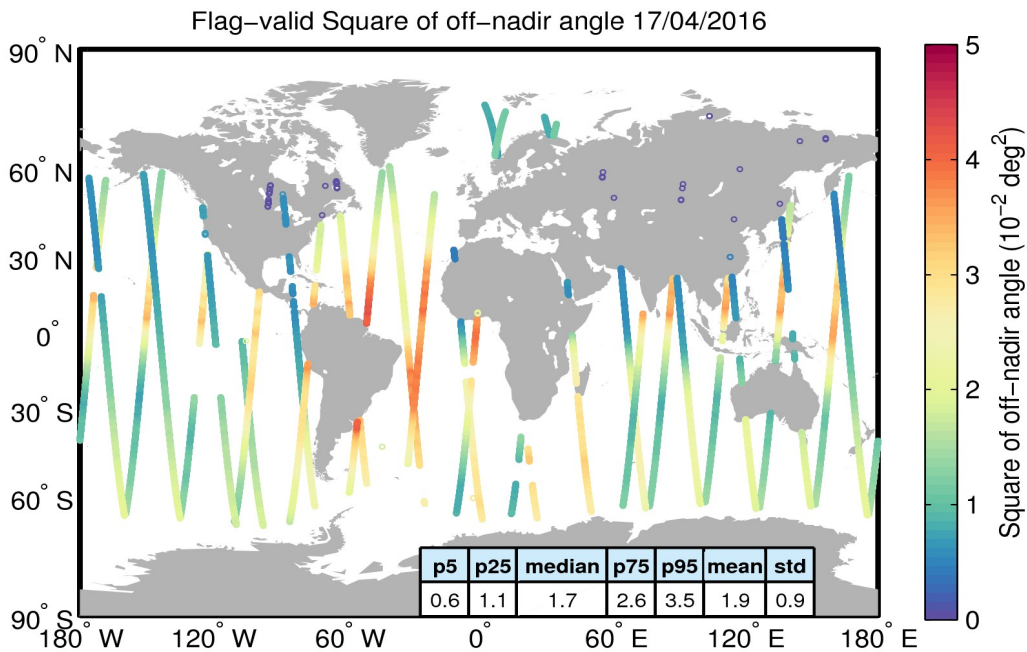 Flag−valid Square of off−nadir angle 17/04/2016
90° N
60° N
30° N
0°
30° S
60° S
90° S
180° W
120° W
60° W
0°
60° E
120° E
180° E
p5 p25 median p75 p95 mean std
0.6 1.1 1.7 2.6 3.5 1.9 0.9
5
4
3
2
1
0
Square of off−nadir angle (10⁻² deg²)